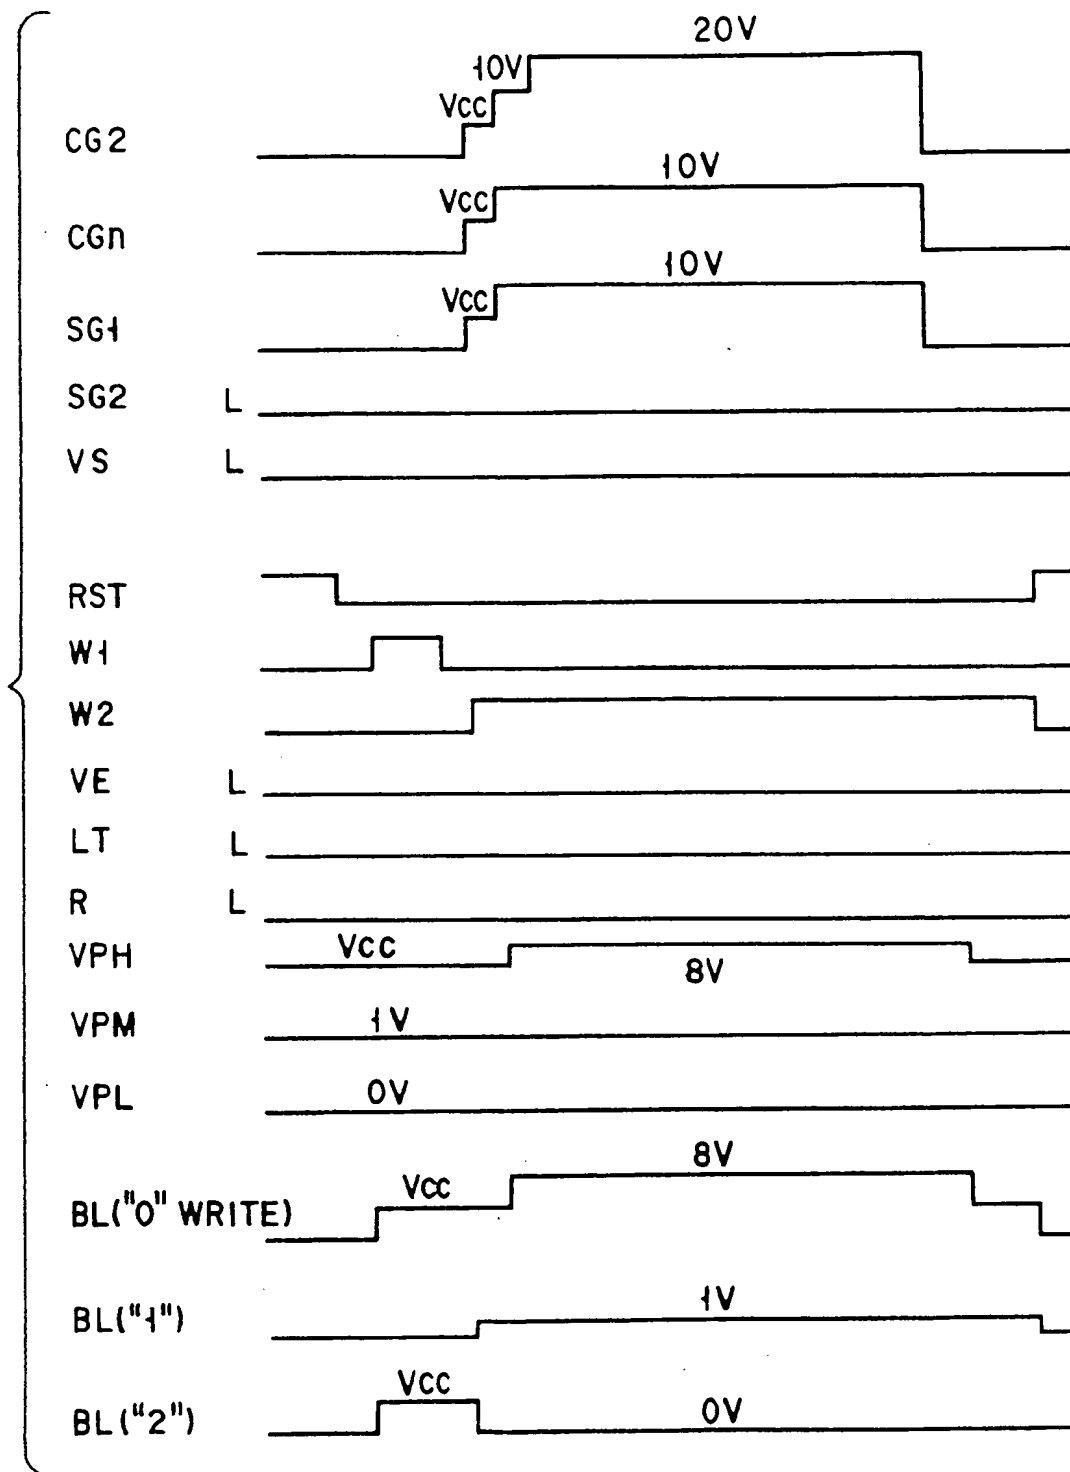 20V
10V
Vcc
CG2
10V
Vcc
CGn
10V
Vcc
SG1
SG2 L
VS L
RST
W1
W2
VE L
LT L
R L
VPH Vcc 8V
VPM 1V
VPL 0V
8V
Vcc
BL("0" WRITE)
1V
BL("1")
Vcc
BL("2") 0V